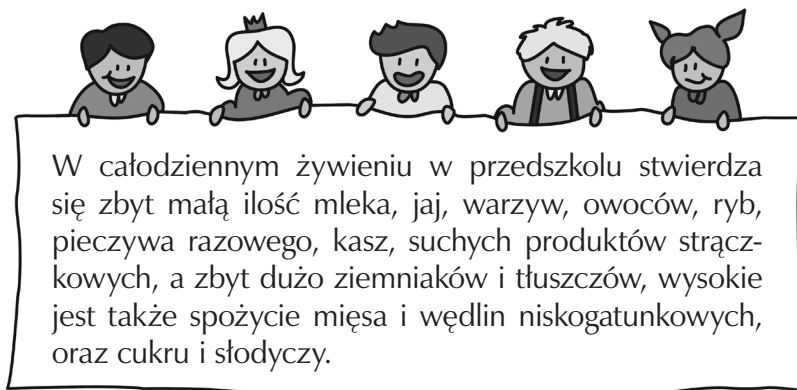 W całodziennym żywieniu w przedszkolu stwierdza
się zbyt małą ilość mleka, jaj, warzyw, owoców, ryb,
pieczywa razowego, kasz, suchych produktów strącz-
kowych, a zbyt dużo ziemniaków i tłuszczów, wysokie
jest także spożycie mięsa i wędlin niskogatunkowych,
oraz cukru i słodyczy.